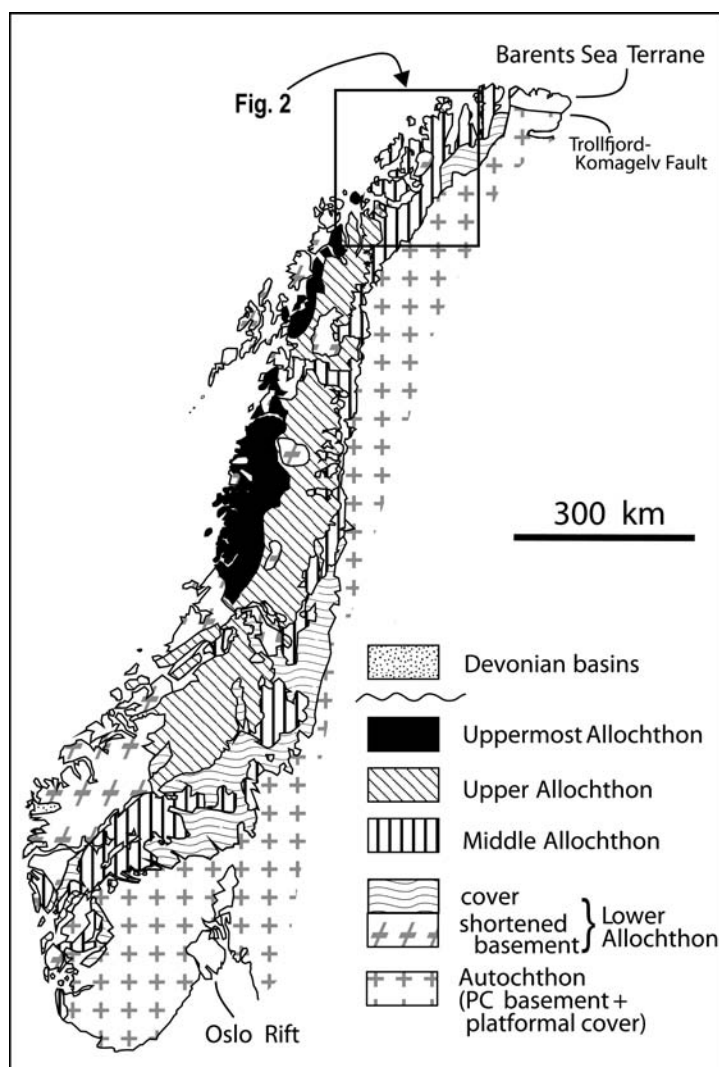 Barents Sea Terrane
Fig. 2
Trollfjord-
Komagelv Fault
300 km
Devonian basins
Uppermost Allochthon
Upper Allochthon
Middle Allochthon
cover
shortened
basement
Lower
Allochthon
Autochthon
(PC basement +
platformal cover)
Oslo Rift